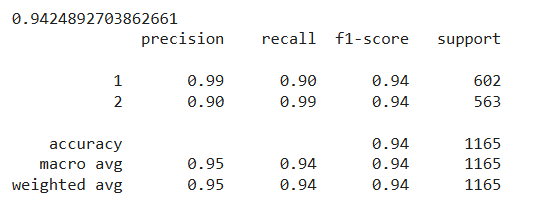 0.9424892703862661
precision recall f1-score support
1 0.99 0.90 0.94 602
2 0.90 0.99 0.94 563
accuracy 0.94 1165
macro avg 0.95 0.94 0.94 1165
weighted avg 0.95 0.94 0.94 1165